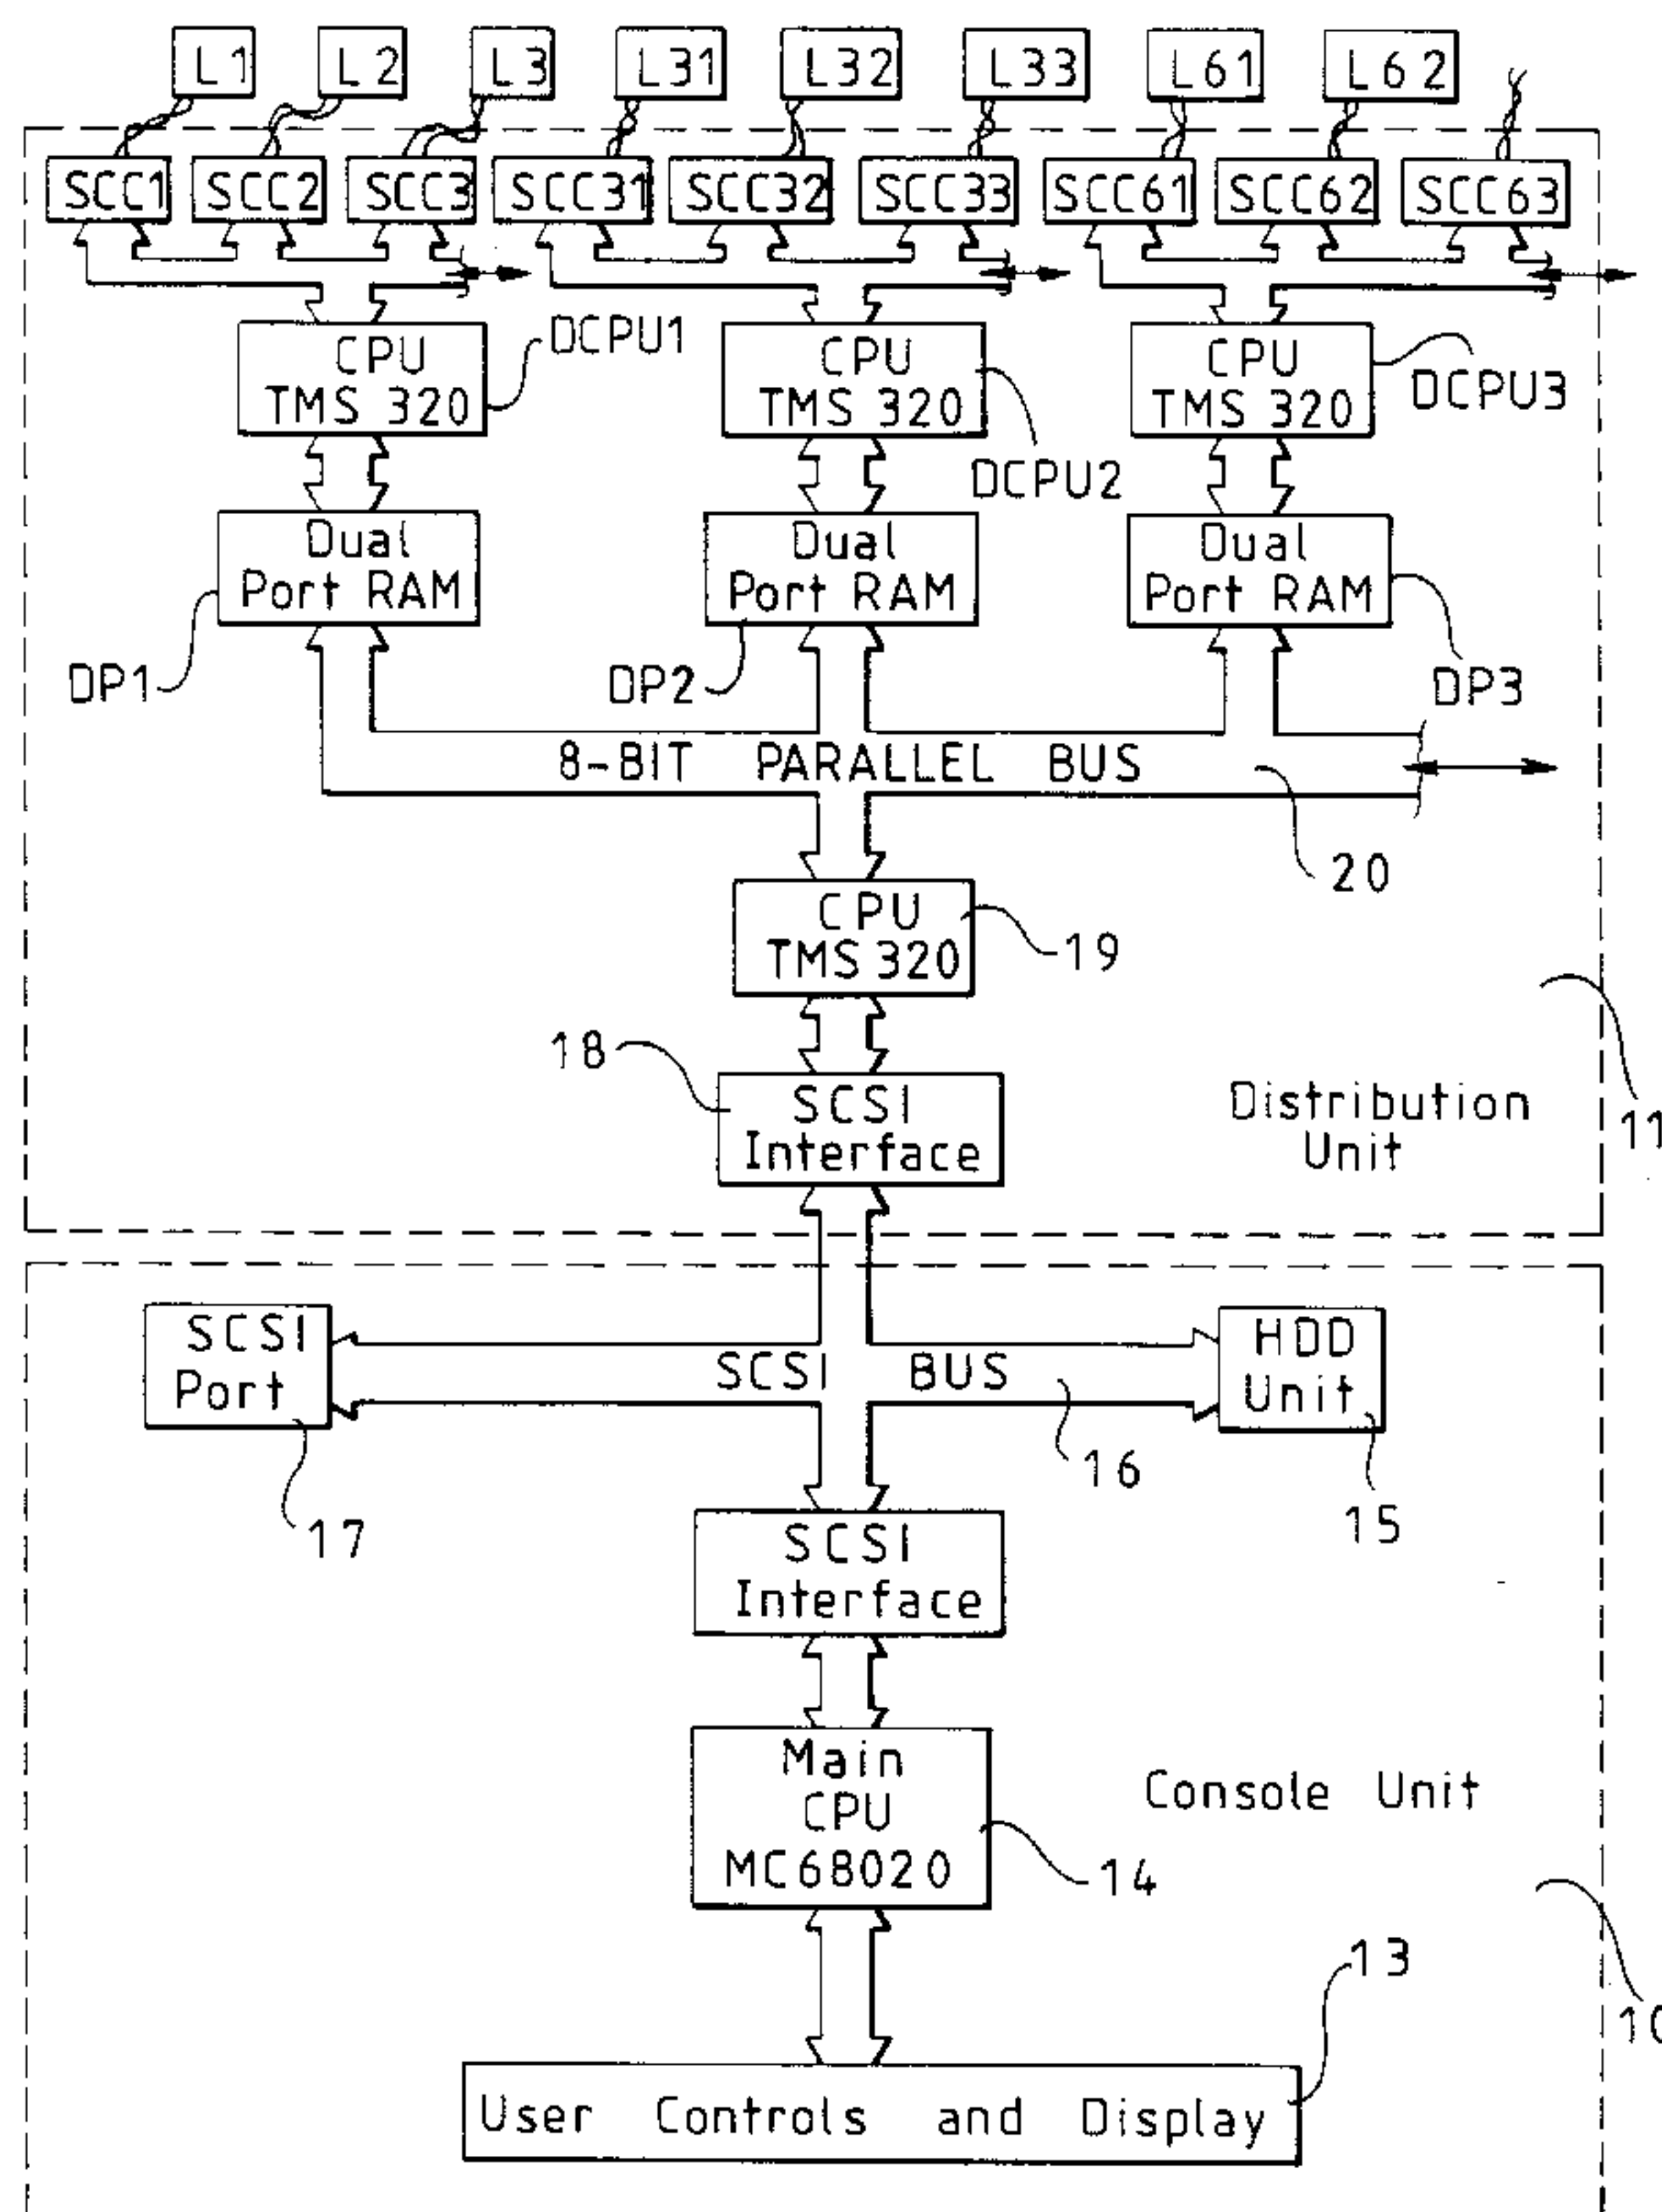 L1 L2 L3 L31 L32 L33 L61 L62
SCC1 SCC2 SCC3 SCC31 SCC32 SCC33 SCC61 SCC62 SCC63
CPU
TMS 320
DCPU1
CPU
TMS 320
DCPU2
CPU
TMS 320
DCPU3
Dual
Port RAM
DP1
Dual
Port RAM
DP2
Dual
Port RAM
DP3
8-BIT PARALLEL BUS
20
CPU
TMS 320
19
18
SCSI
Interface
Distribution
Unit
11
SCSI
Port
17
SCSI BUS
16
HDD
Unit
15
SCSI
Interface
Main
CPU
MC68020
14
Console Unit
10
13
User Controls and Display